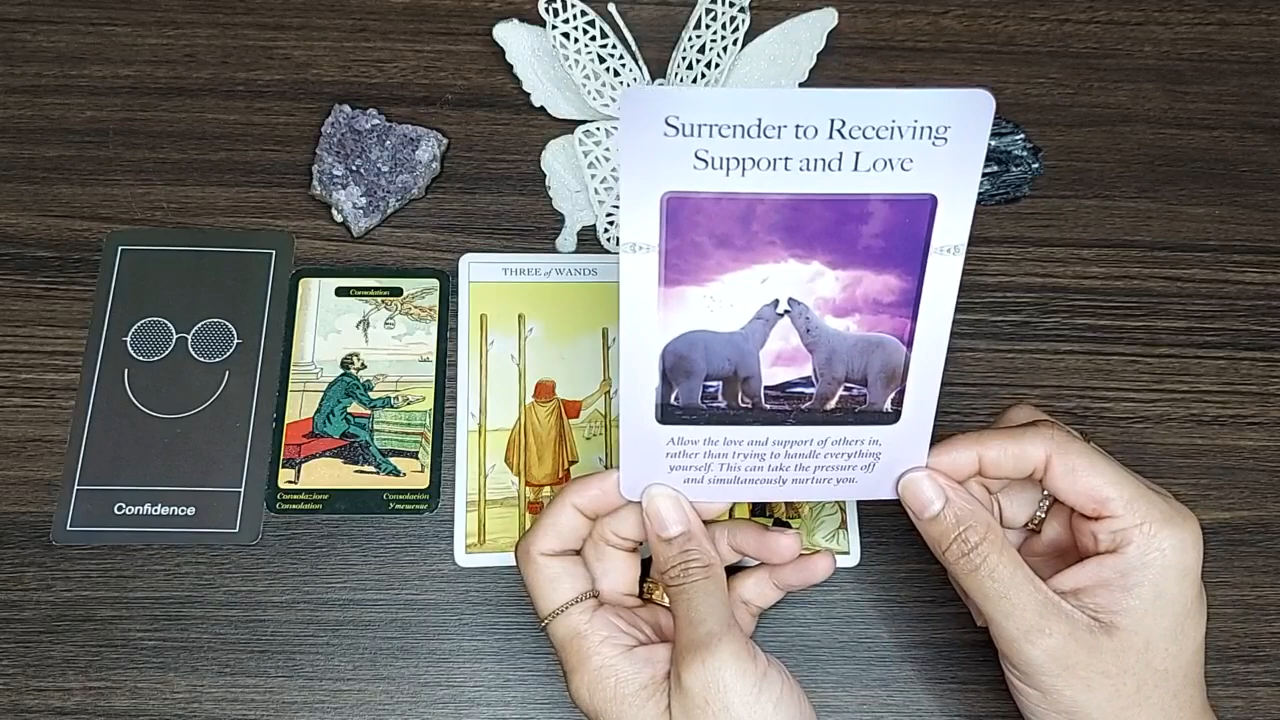 Surrender to Receiving
Support and Love
Allow the love and support of others in,
rather than trying to handle everything
yourself. This can take the pressure off
and simultaneously nurture you.
THREE of WANDS
Consolation
Consolazione
Consolation
Consolación
Утешение
Confidence